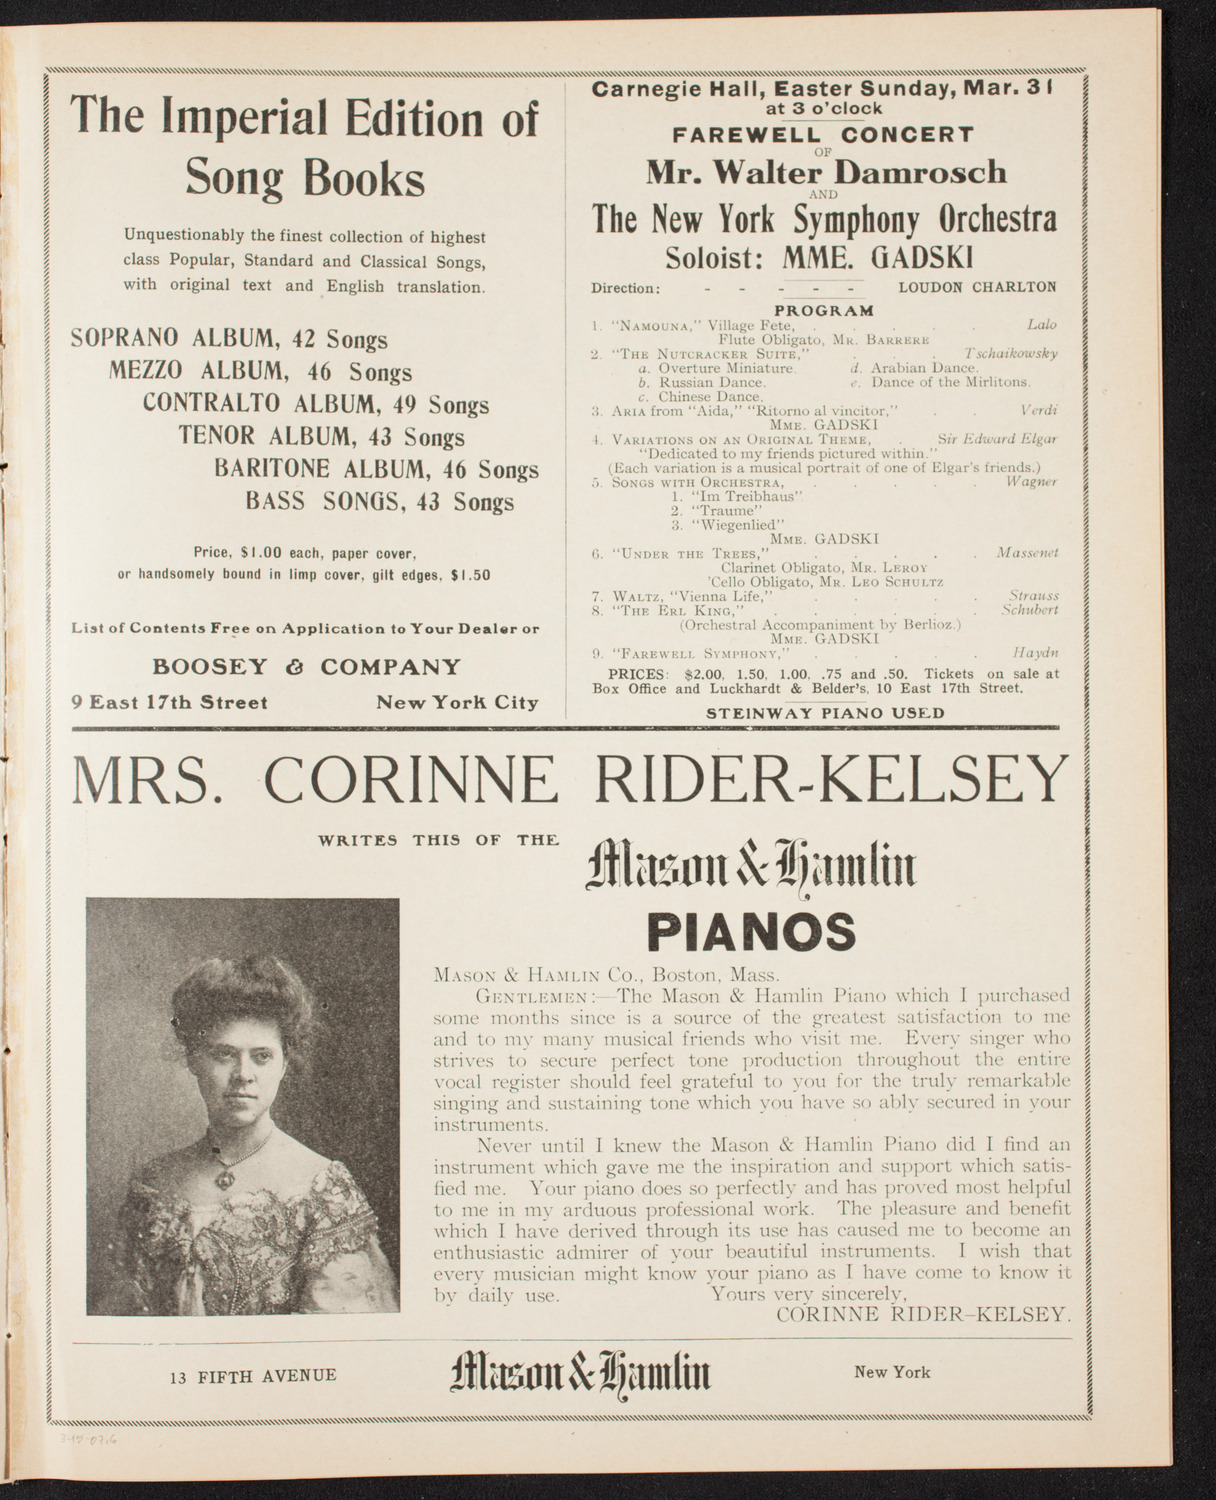 The Imperial Edition of
Song Books
Unquestionably the finest collection of highest
class Popular, Standard and Classical Songs,
with original text and English translation.
SOPRANO ALBUM, 42 Songs
MEZZO ALBUM, 46 Songs
CONTRALTO ALBUM, 49 Songs
TENOR ALBUM, 43 Songs
BARITONE ALBUM, 46 Songs
BASS SONGS, 43 Songs
Price, $1.00 each, paper cover,
or handsomely bound in limp cover, gilt edges, $1.50
List of Contents Free on Application to Your Dealer or
BOOSEY & COMPANY
9 East 17th Street New York City
Carnegie Hall, Easter Sunday, Mar. 31
at 3 o'clock
FAREWELL CONCERT
OF
Mr. Walter Damrosch
AND
The New York Symphony Orchestra
Soloist: MME. GADSKI
Direction: - - - - - LOUDON CHARLTON
PROGRAM
1. "NAMOUNA," Village Fete, . . . . . Lalo
Flute Obligato, MR. BARRERE
2. "THE NUTCRACKER SUITE," . . . Tschaikowsky
a. Overture Miniature. d. Arabian Dance.
b. Russian Dance. e. Dance of the Mirlitons.
c. Chinese Dance.
3. ARIA from "Aida," "Ritorno al vincitor," . . Verdi
MME. GADSKI
4. VARIATIONS ON AN ORIGINAL THEME, . Sir Edward Elgar
"Dedicated to my friends pictured within."
(Each variation is a musical portrait of one of Elgar's friends.)
5. SONGS WITH ORCHESTRA, . . . . . Wagner
1. "Im Treibhaus"
2. "Traume"
3. "Wiegenlied"
MME. GADSKI
6. "UNDER THE TREES," . . . . . Massenet
Clarinet Obligato, MR. LEROY
'Cello Obligato, MR. LEO SCHULTZ
7. WALTZ, "Vienna Life," . . . . . Strauss
8. "THE ERL KING," . . . . . . Schubert
(Orchestral Accompaniment by Berlioz.)
MME. GADSKI
9. "FAREWELL SYMPHONY," . . . . . Haydn
PRICES: $2.00, 1.50, 1.00, .75 and .50. Tickets on sale at
Box Office and Luckhardt & Belder's, 10 East 17th Street.
STEINWAY PIANO USED
MRS. CORINNE RIDER-KELSEY
WRITES THIS OF THE
Mason & Hamlin
PIANOS
MASON & HAMLIN CO., Boston, Mass.
GENTLEMEN:—The Mason & Hamlin Piano which I purchased
some months since is a source of the greatest satisfaction to me
and to my many musical friends who visit me. Every singer who
strives to secure perfect tone production throughout the entire
vocal register should feel grateful to you for the truly remarkable
singing and sustaining tone which you have so ably secured in your
instruments.
Never until I knew the Mason & Hamlin Piano did I find an
instrument which gave me the inspiration and support which satis-
fied me. Your piano does so perfectly and has proved most helpful
to me in my arduous professional work. The pleasure and benefit
which I have derived through its use has caused me to become an
enthusiastic admirer of your beautiful instruments. I wish that
every musician might know your piano as I have come to know it
by daily use. Yours very sincerely,
CORINNE RIDER-KELSEY.
13 FIFTH AVENUE Mason & Hamlin New York